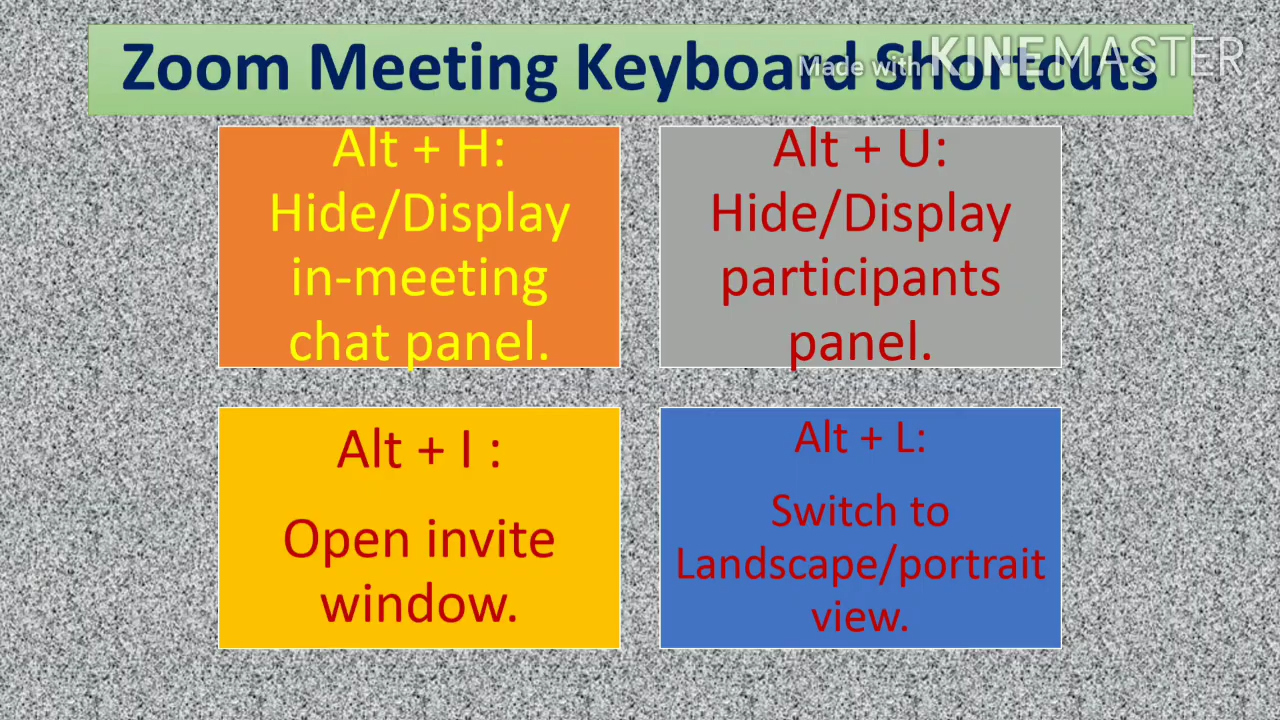 Zoom Meeting Keyboard Shortcuts
Made with KINEMASTER
Alt + H:
Hide/Display
in-meeting
chat panel.
Alt + U:
Hide/Display
participants
panel.
Alt + I :
Open invite
window.
Alt + L:
Switch to
Landscape/portrait
view.